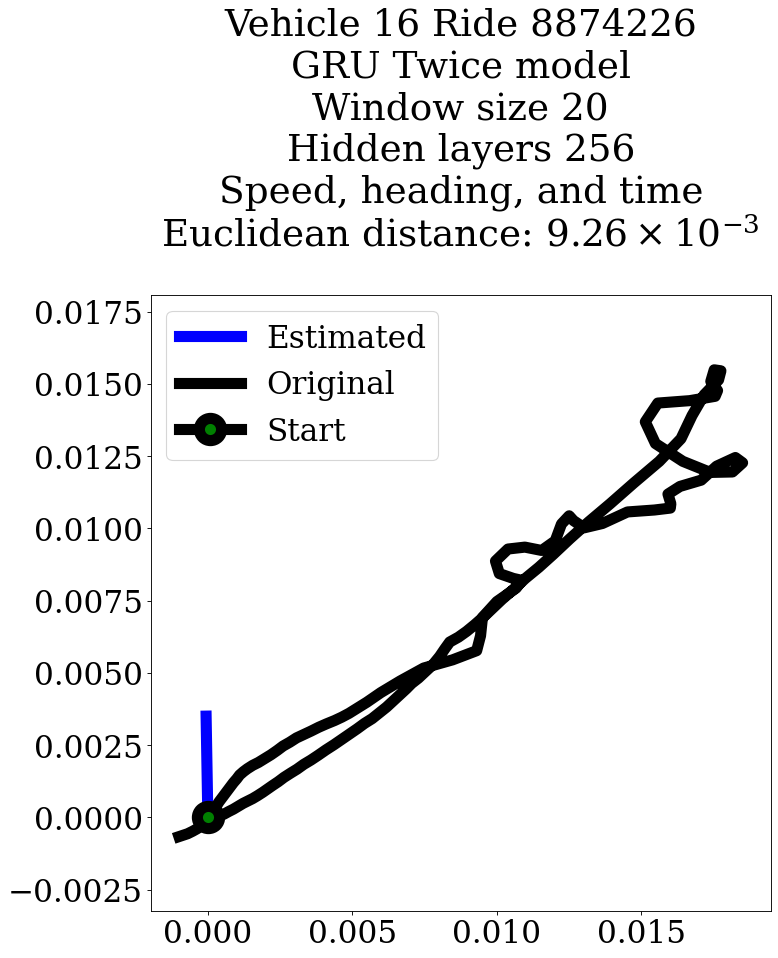 Vehicle 16 Ride 8874226
GRU Twice model
Window size 20
Hidden layers 256
Speed, heading, and time
Euclidean distance: 9.26 × 10⁻³
0.0175
0.0150
0.0125
0.0100
0.0075
0.0050
0.0025
0.0000
−0.0025
Estimated
Original
Start
0.000 0.005 0.010 0.015